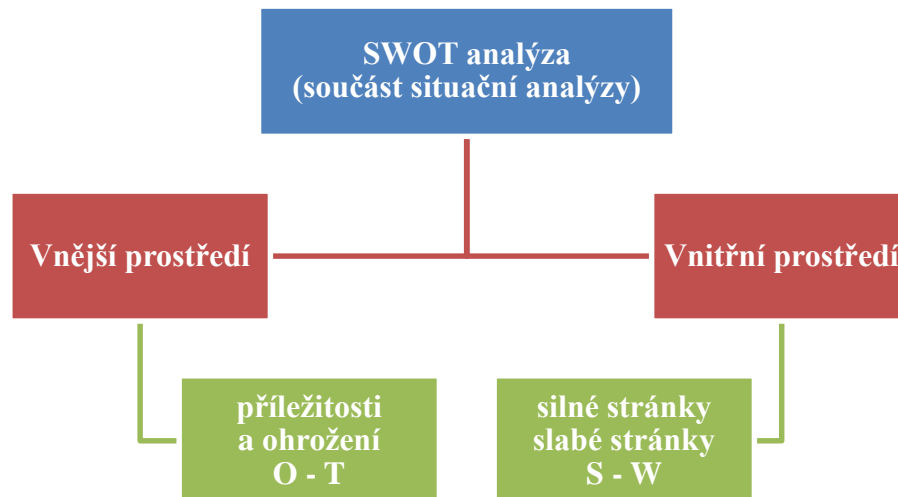 SWOT analýza
(součást situační analýzy)
Vnější prostředí
Vnitřní prostředí
příležitosti
a ohrožení
O - T
silné stránky
slabé stránky
S - W